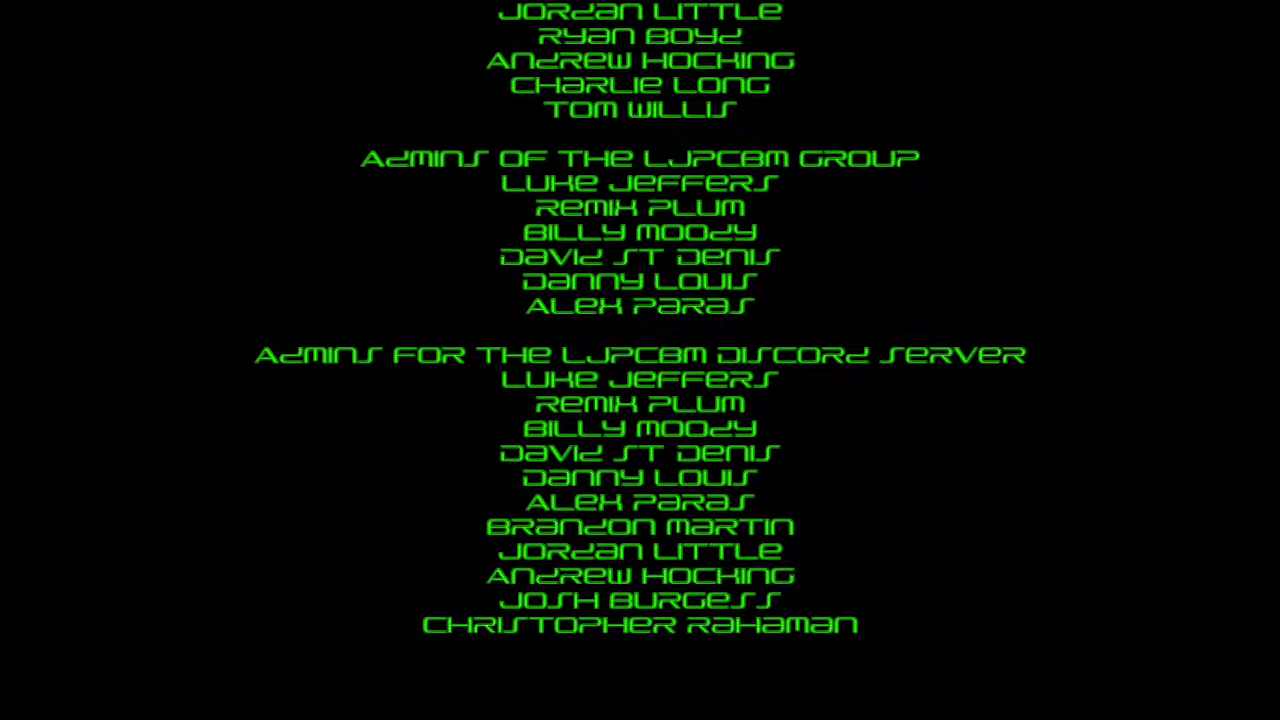 JORDAN LITTLE
RYAN BOYD
ANDREW HOCKING
CHARLIE LONG
TOM WILLIS
ADMINS OF THE LJPCBM GROUP
LUKE JEFFERS
REMIX PLUM
BILLY MOODY
DAVID ST DENIS
DANNY LOUIS
ALEX PARAS
ADMINS FOR THE LJPCBM DISCORD SERVER
LUKE JEFFERS
REMIX PLUM
BILLY MOODY
DAVID ST DENIS
DANNY LOUIS
ALEX PARAS
BRANDON MARTIN
JORDAN LITTLE
ANDREW HOCKING
JOSH BURGESS
CHRISTOPHER RAHAMAN